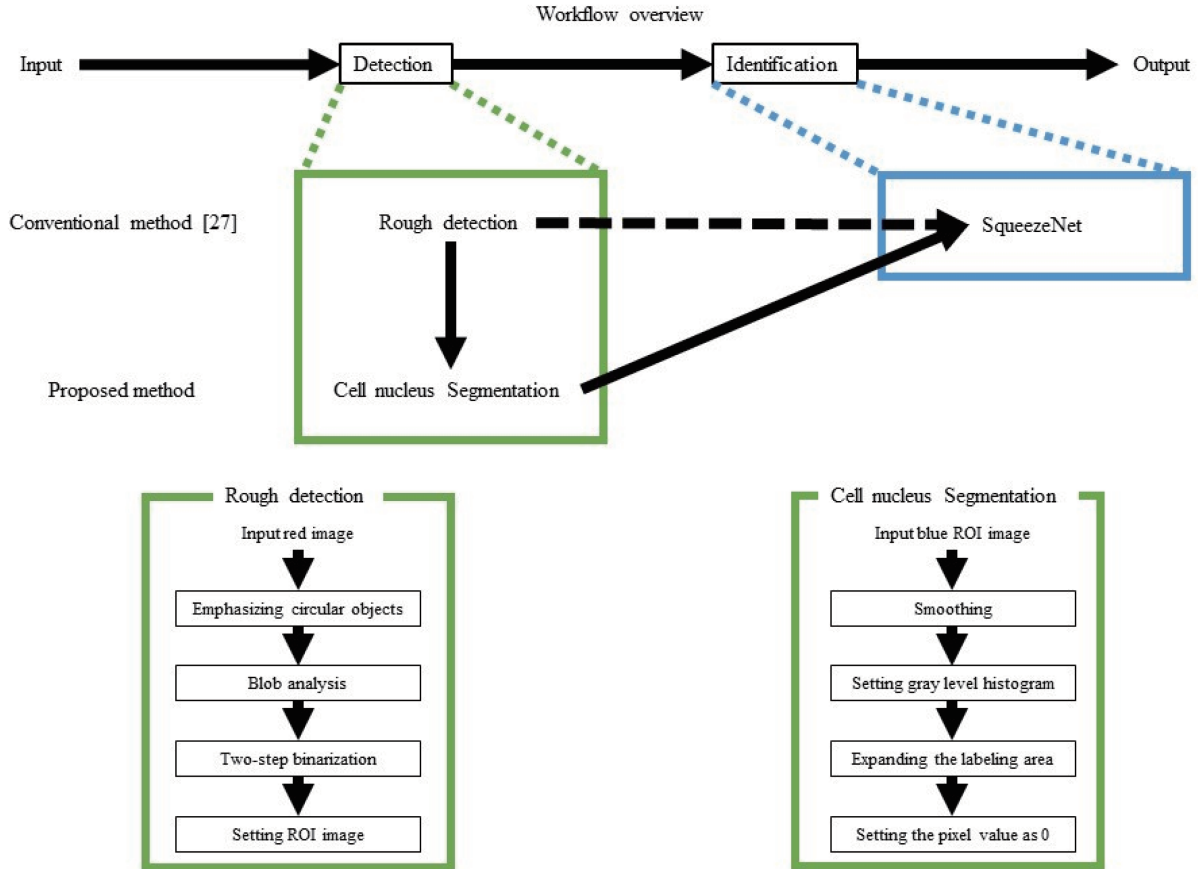 Workflow overview
Input
Detection
Identification
Output
Conventional method [27]
Rough detection
SqueezeNet
Proposed method
Cell nucleus Segmentation
Rough detection
Input red image
Emphasizing circular objects
Blob analysis
Two-step binarization
Setting ROI image
Cell nucleus Segmentation
Input blue ROI image
Smoothing
Setting gray level histogram
Expanding the labeling area
Setting the pixel value as 0